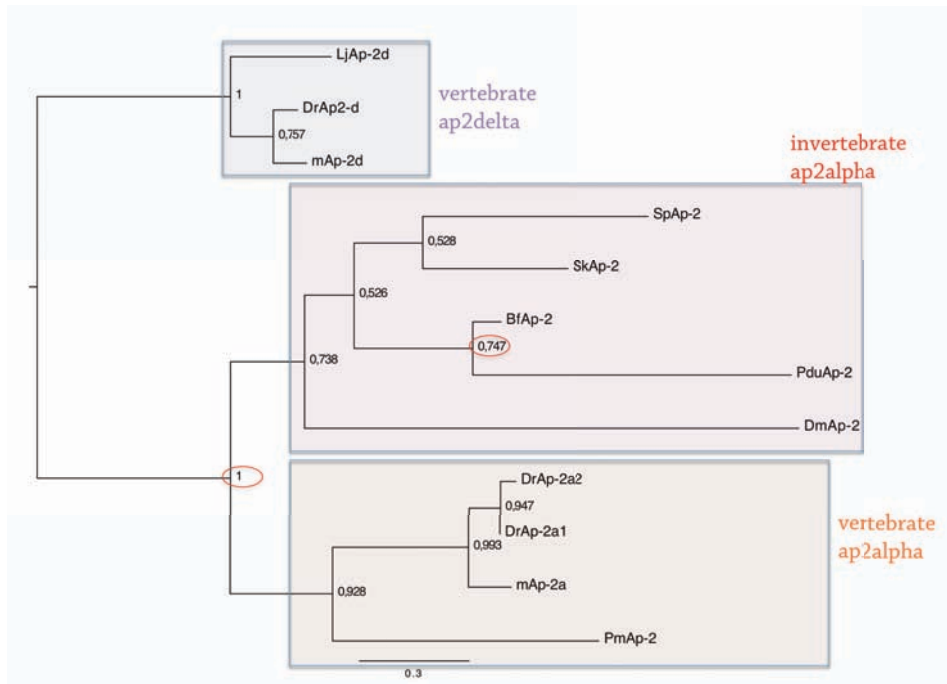 LjAp-2d
1
vertebrate
ap2delta
DrAp2-d
0,757
mAp-2d
invertebrate
ap2alpha
SpAp-2
0,528
SkAp-2
0,526
BfAp-2
0,747
0,738
PduAp-2
DmAp-2
1
DrAp-2a2
0,947
DrAp-2a1
0,993
vertebrate
ap2alpha
mAp-2a
0,928
PmAp-2
0.3